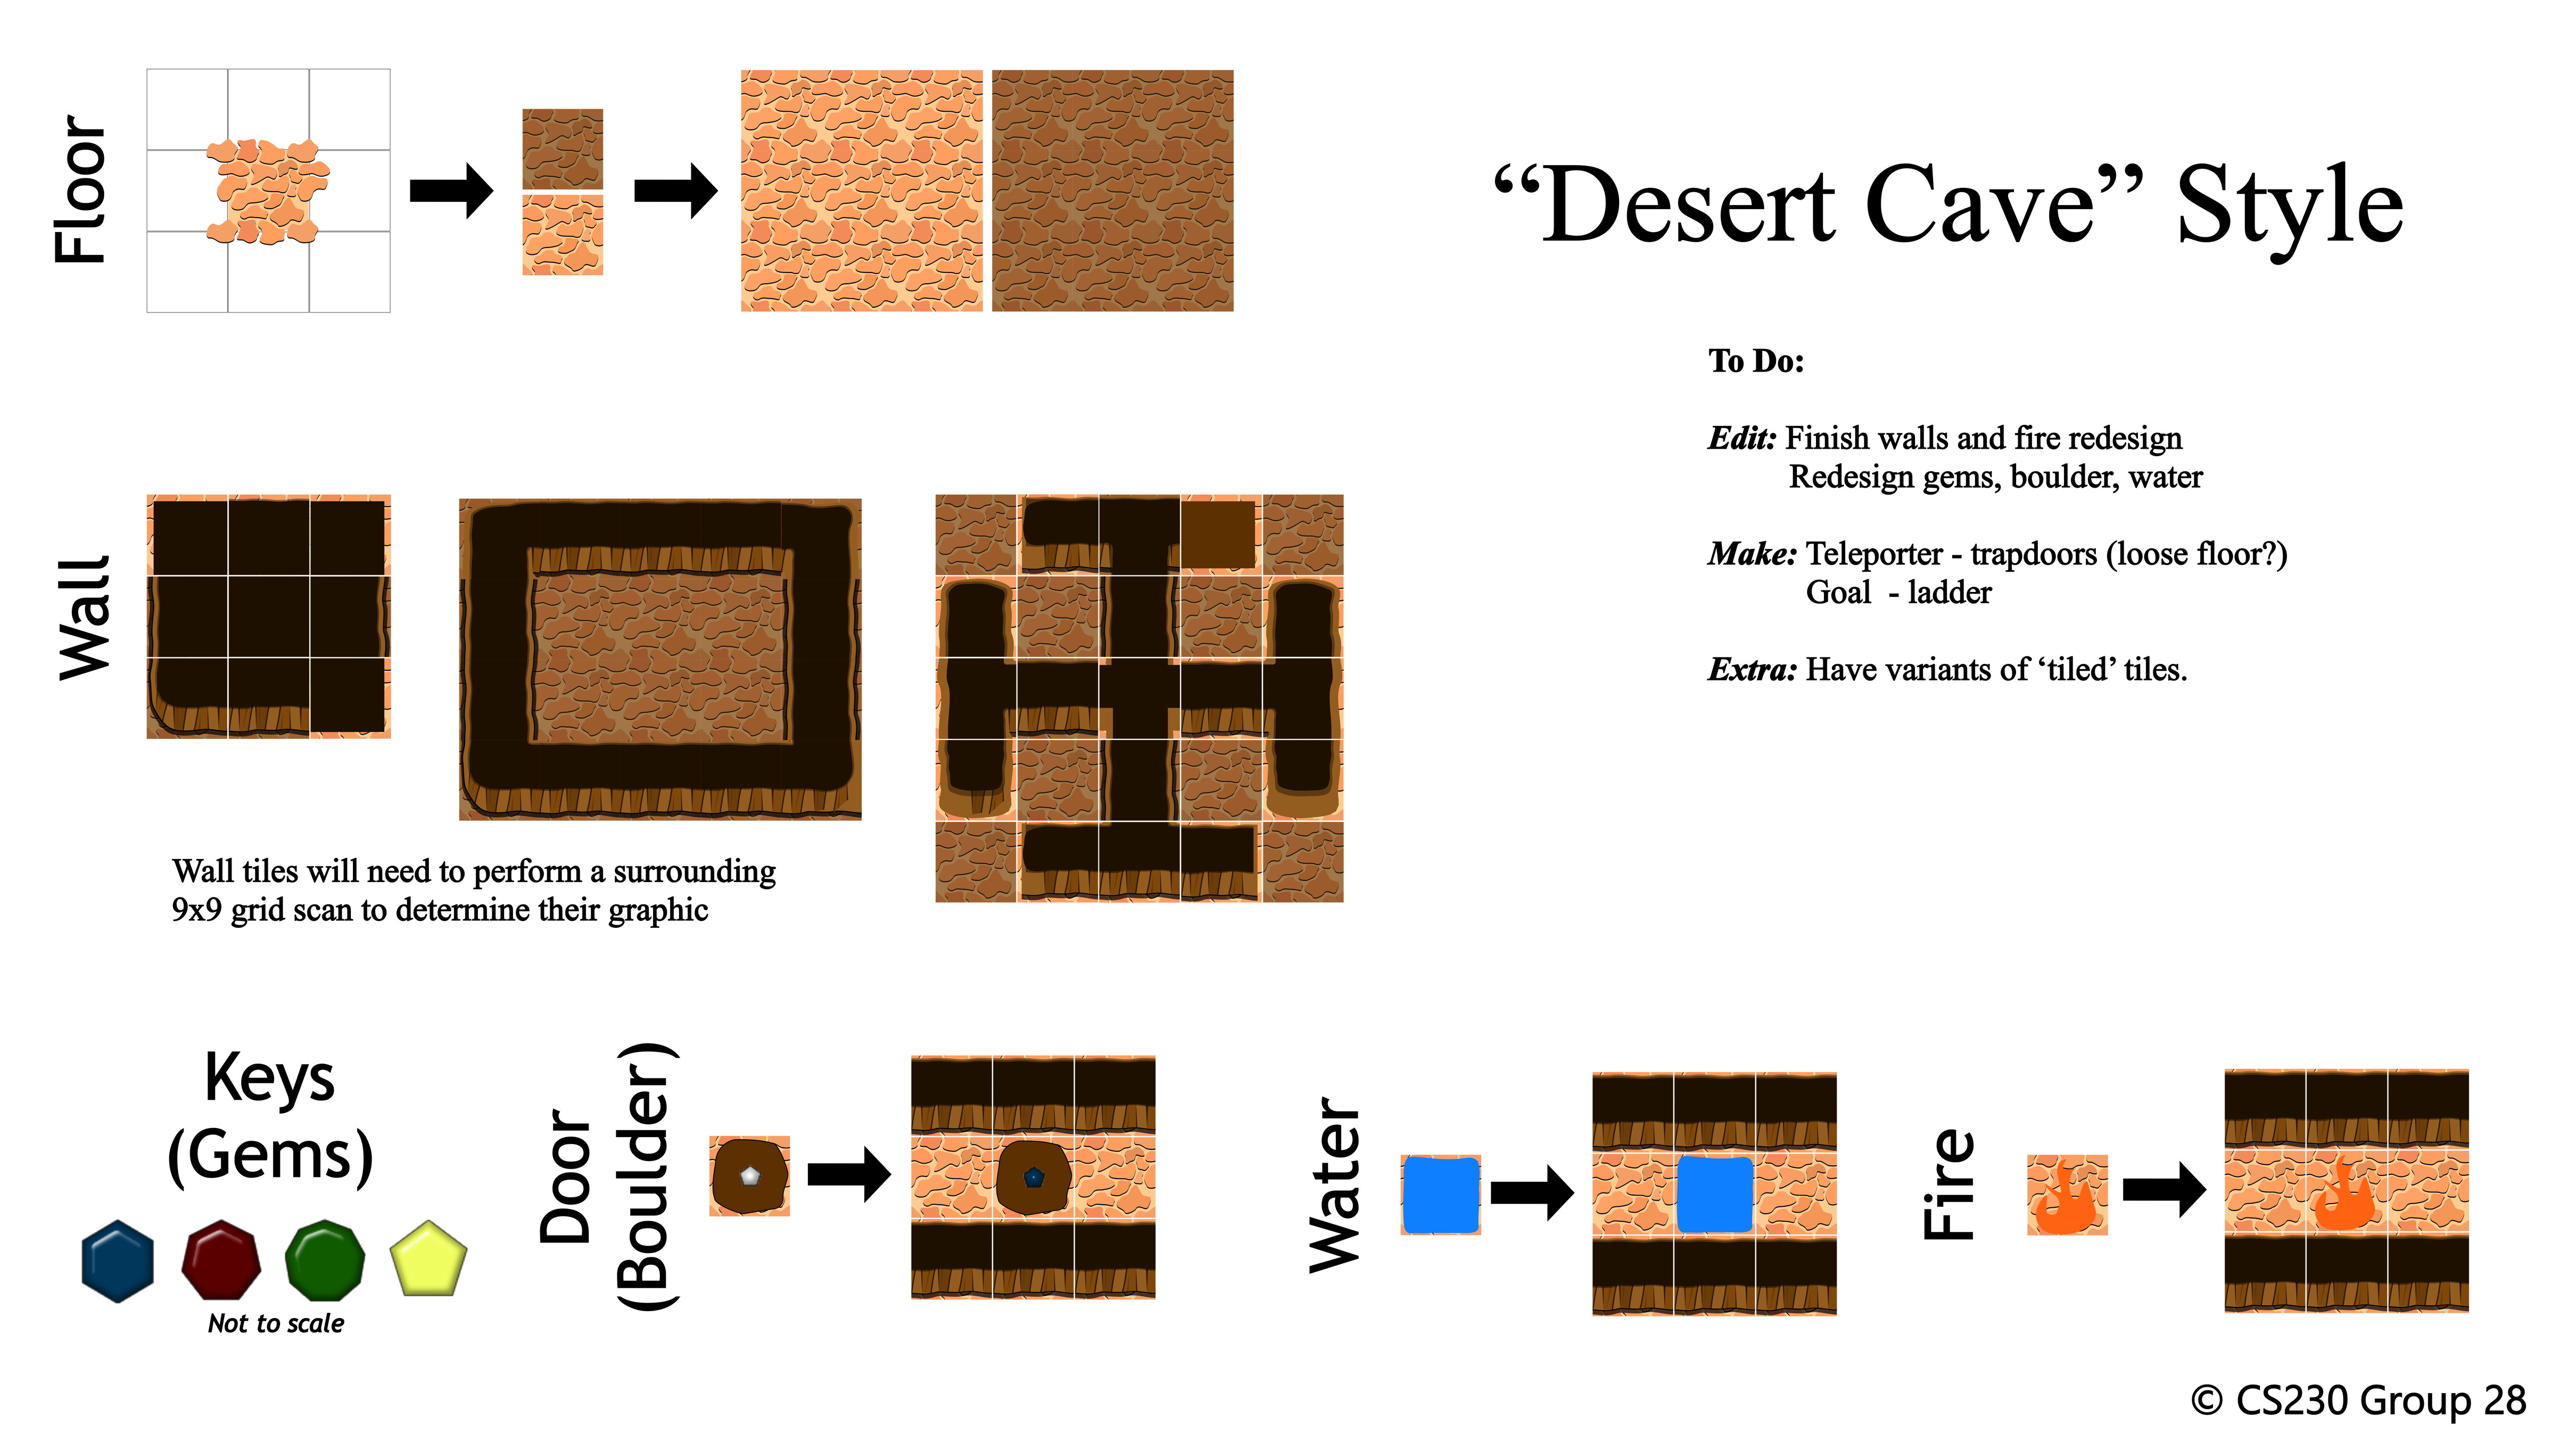 Floor
“Desert Cave” Style
To Do:
Edit: Finish walls and fire redesign
Redesign gems, boulder, water
Make: Teleporter - trapdoors (loose floor?)
Goal - ladder
Extra: Have variants of ‘tiled’ tiles.
Wall
Wall tiles will need to perform a surrounding
9x9 grid scan to determine their graphic
Keys
(Gems)
Not to scale
Door
(Boulder)
Water
Fire
© CS230 Group 28